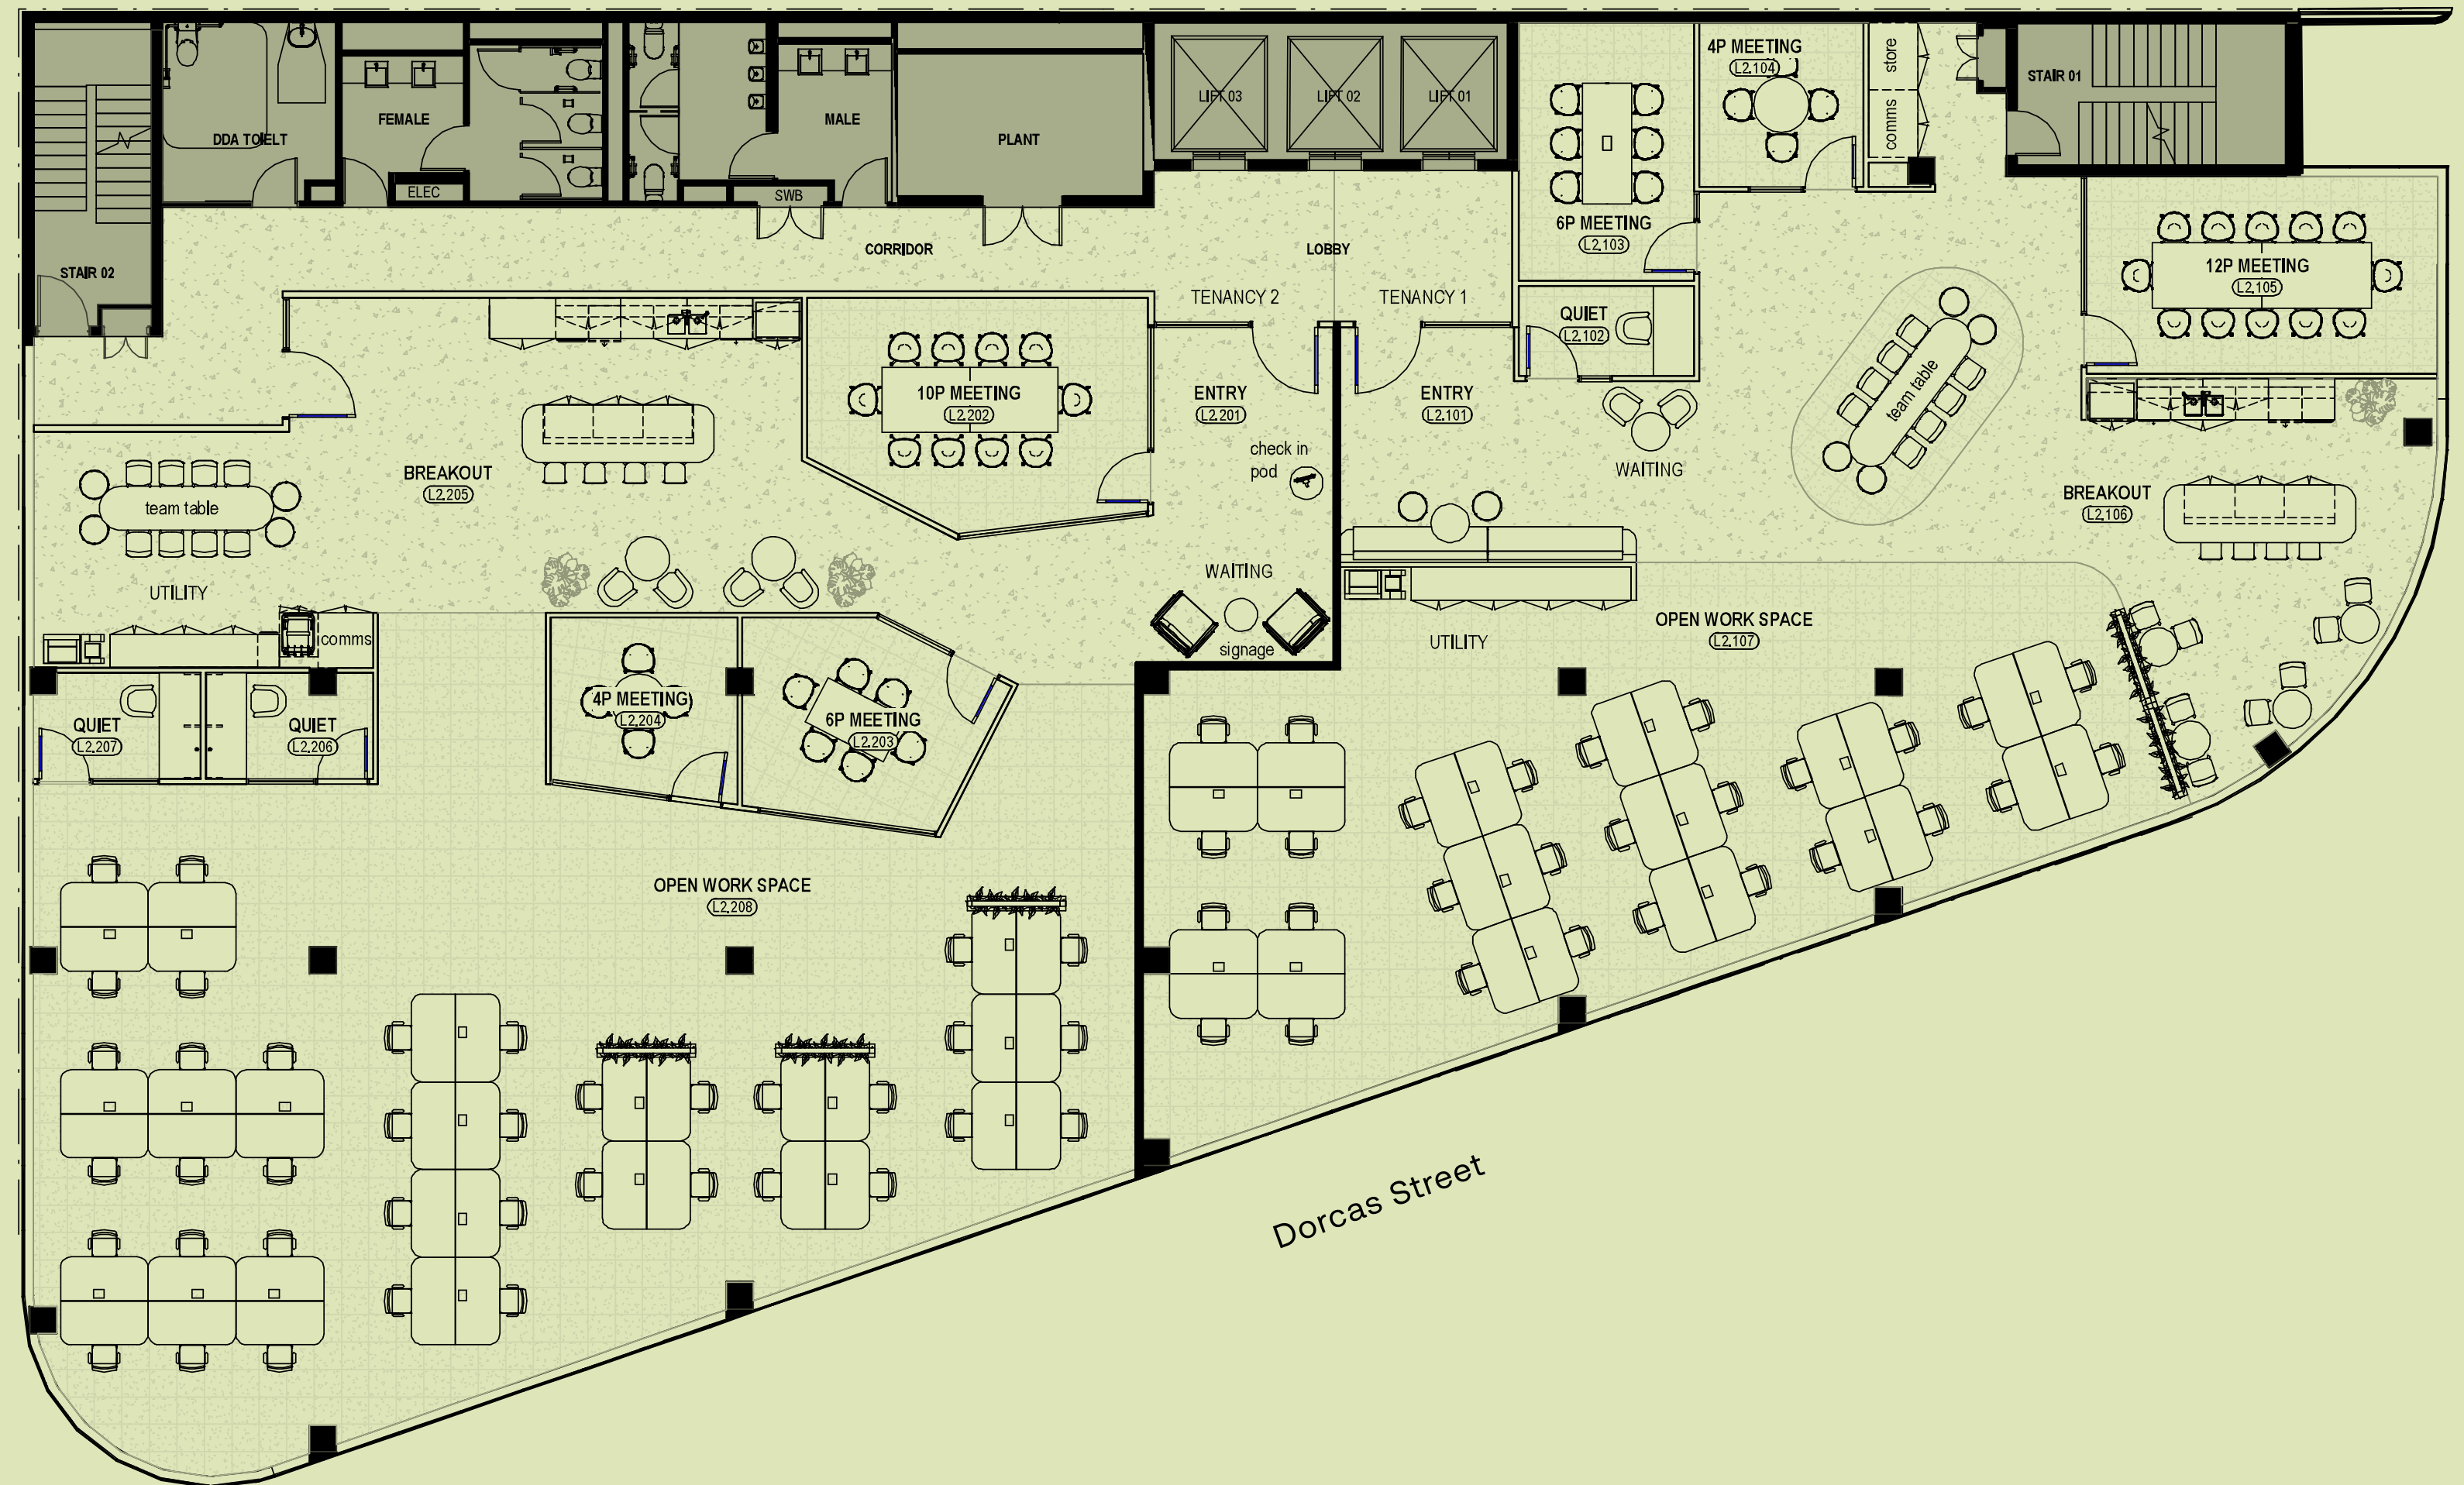 LIFT 03
LIFT 02
LIFT 01
4P MEETING
L2.104
store
comms
STAIR 01
DDA TOIELT
FEMALE
ELEC
MALE
SWB
PLANT
STAIR 02
CORRIDOR
LOBBY
TENANCY 2
TENANCY 1
6P MEETING
L2.103
QUIET
L2.102
12P MEETING
L2.105
team table
10P MEETING
L2.202
ENTRY
L2.201
ENTRY
L2.101
check in
pod
WAITING
BREAKOUT
L2.205
BREAKOUT
L2.106
team table
UTILITY
comms
WAITING
signage
UTILITY
OPEN WORK SPACE
L2.107
QUIET
L2.207
QUIET
L2.206
4P MEETING
L2.204
6P MEETING
L2.203
OPEN WORK SPACE
L2.208
Dorcas Street